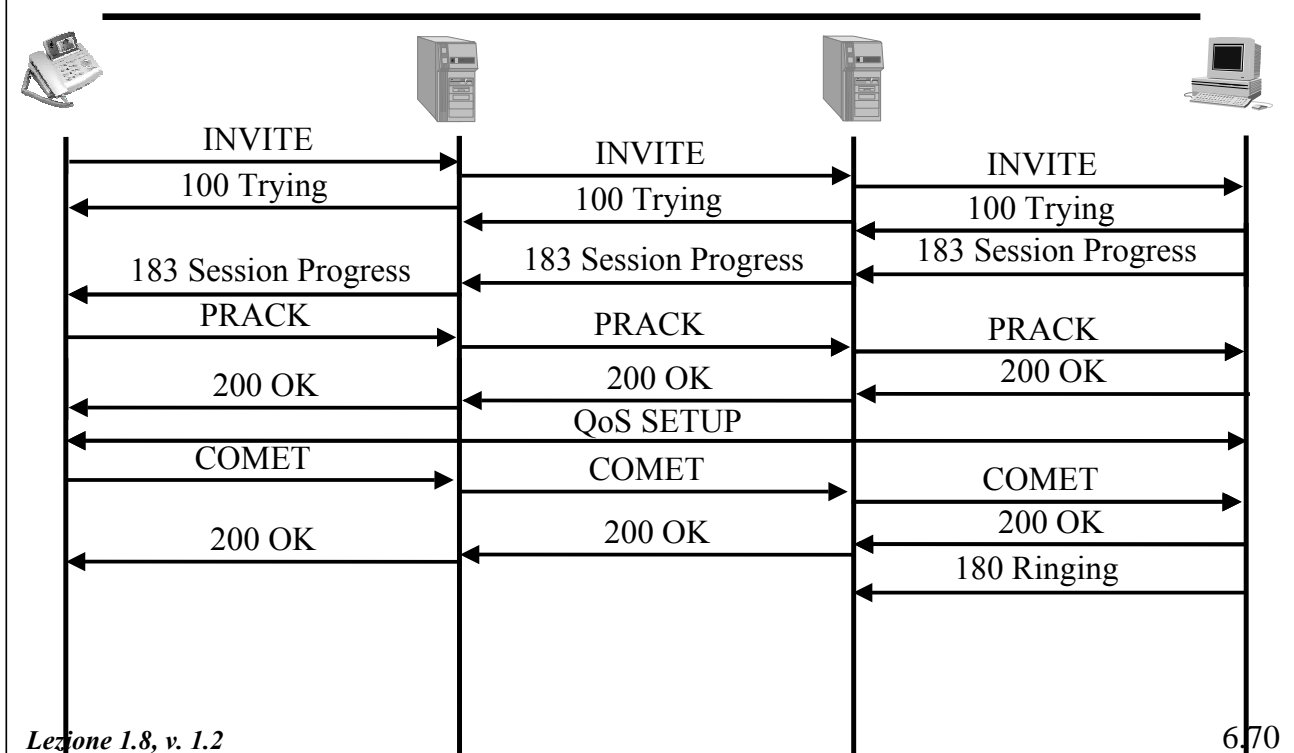 INVITE
INVITE
INVITE
100 Trying
100 Trying
100 Trying
183 Session Progress
183 Session Progress
183 Session Progress
PRACK
PRACK
PRACK
200 OK
200 OK
200 OK
QoS SETUP
COMET
COMET
COMET
200 OK
200 OK
200 OK
180 Ringing
Lezione 1.8, v. 1.2
6.70